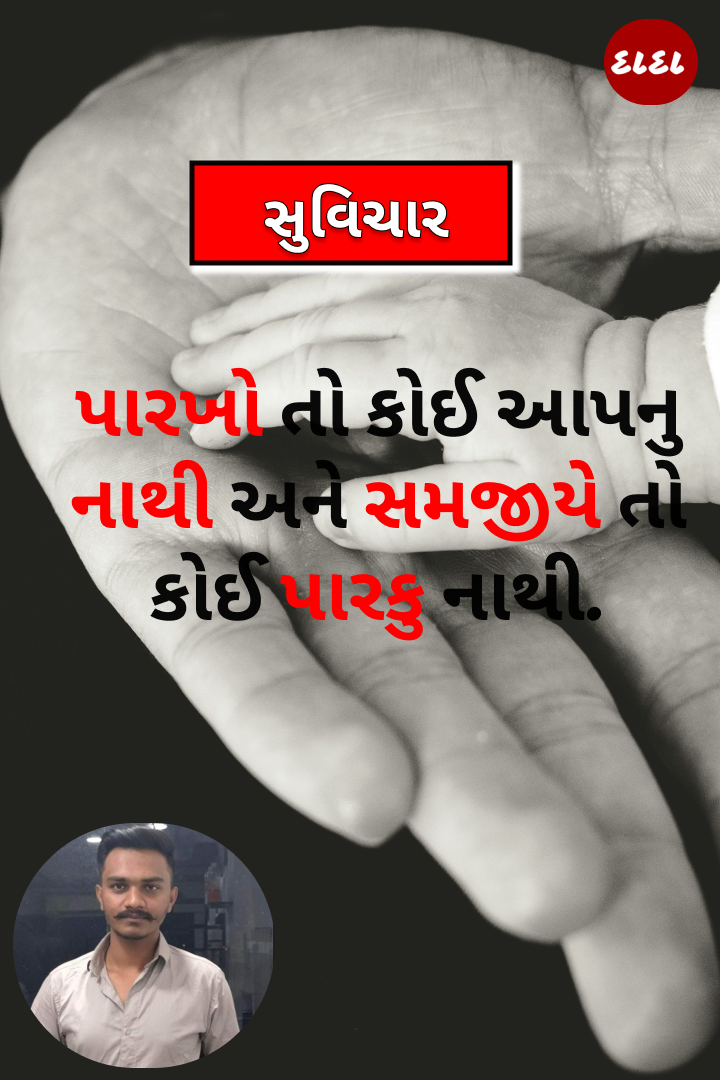 દાદા
સુવિચાર
પારખો તો કોઈ આપનુ
નાથી અને સમજીયે તો
કોઈ પારકુ નાથી.